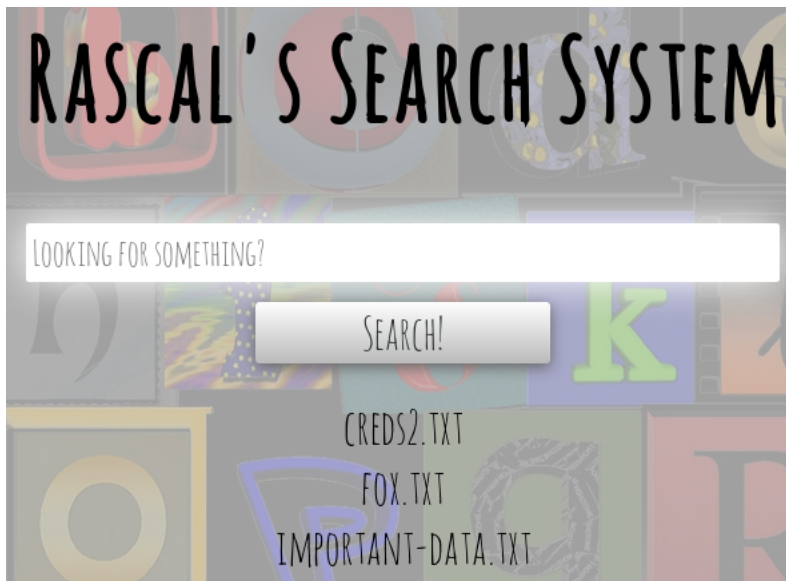 Rascal's Search System
Looking for something?
Search!
creds2.txt
fox.txt
important-data.txt